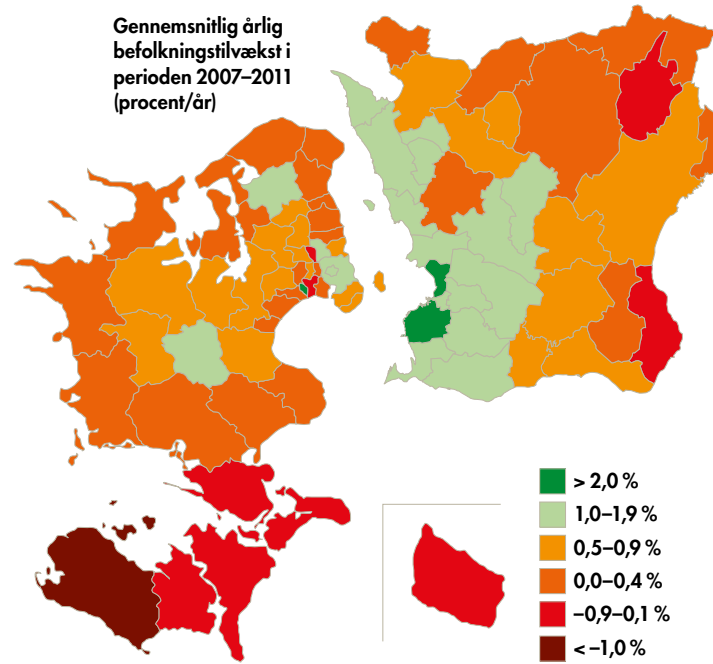 Gennemsnitlig årlig
befolkningstilvækst i
perioden 2007–2011
(procent/år)
> 2,0 %
1,0–1,9 %
0,5–0,9 %
0,0–0,4 %
–0,9–0,1 %
< –1,0 %